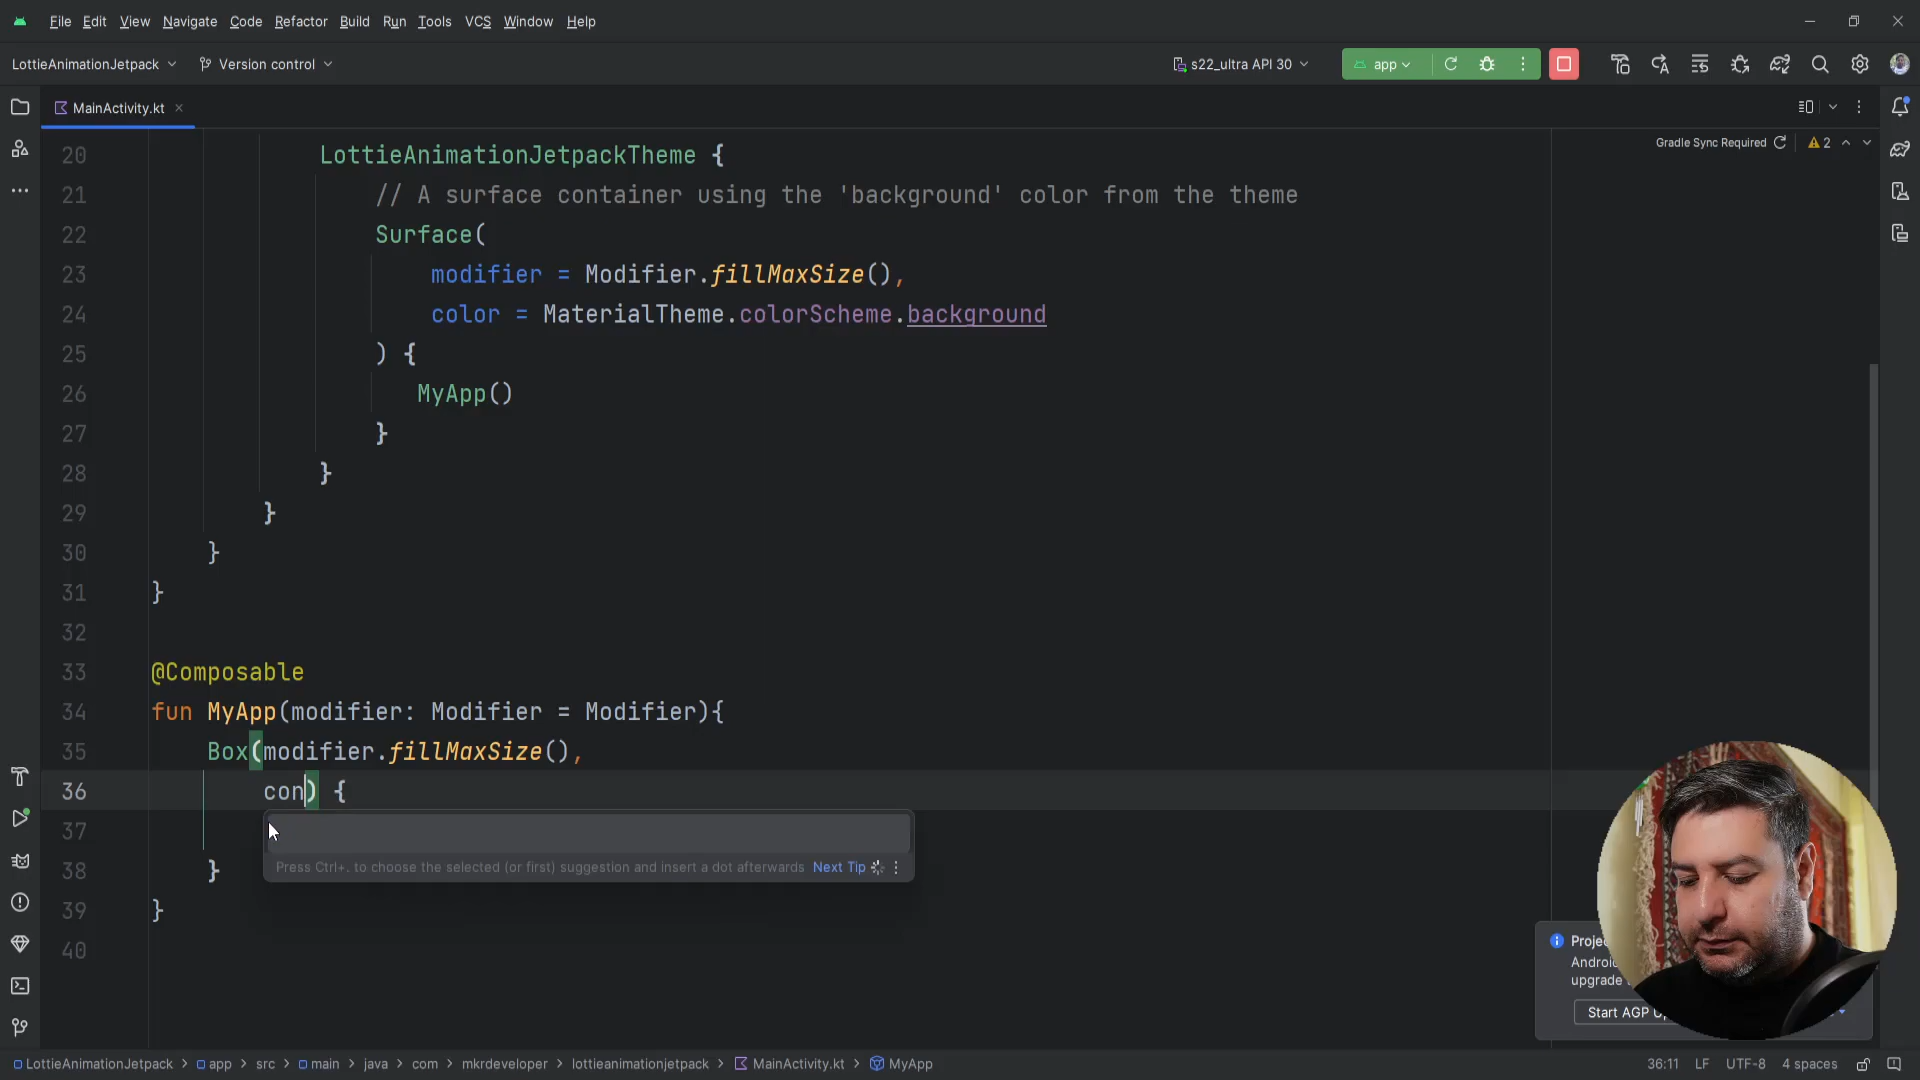 File Edit View Navigate Code Refactor Build Run Tools VCS Window Help
LottieAnimationJetpack Version control s22_ultra API 30 app
MainActivity.kt
Gradle Sync Required 2
20 LottieAnimationJetpackTheme {
21 // A surface container using the 'background' color from the theme
22 Surface(
23 modifier = Modifier.fillMaxSize(),
24 color = MaterialTheme.colorScheme.background
25 ) {
26 MyApp()
27 }
28 }
29 }
30 }
31 }
32
33 @Composable
34 fun MyApp(modifier: Modifier = Modifier){
35 Box(modifier.fillMaxSize(),
36 con) {
37
Press Ctrl+. to choose the selected (or first) suggestion and insert a dot afterwards Next Tip
38 }
39 }
40
Start AGP
upgrade
LottieAnimationJetpack > app > src > main > java > com > mkrdeveloper > lottieanimationjetpack > MainActivity.kt > MyApp
36:11 LF UTF-8 4 spaces